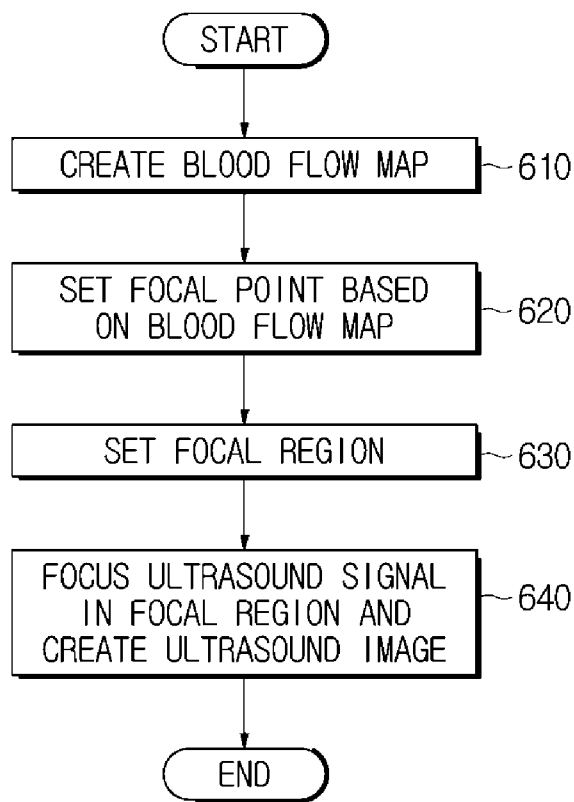 START
CREATE BLOOD FLOW MAP
610
SET FOCAL POINT BASED
ON BLOOD FLOW MAP
620
SET FOCAL REGION
630
FOCUS ULTRASOUND SIGNAL
IN FOCAL REGION AND
CREATE ULTRASOUND IMAGE
640
END